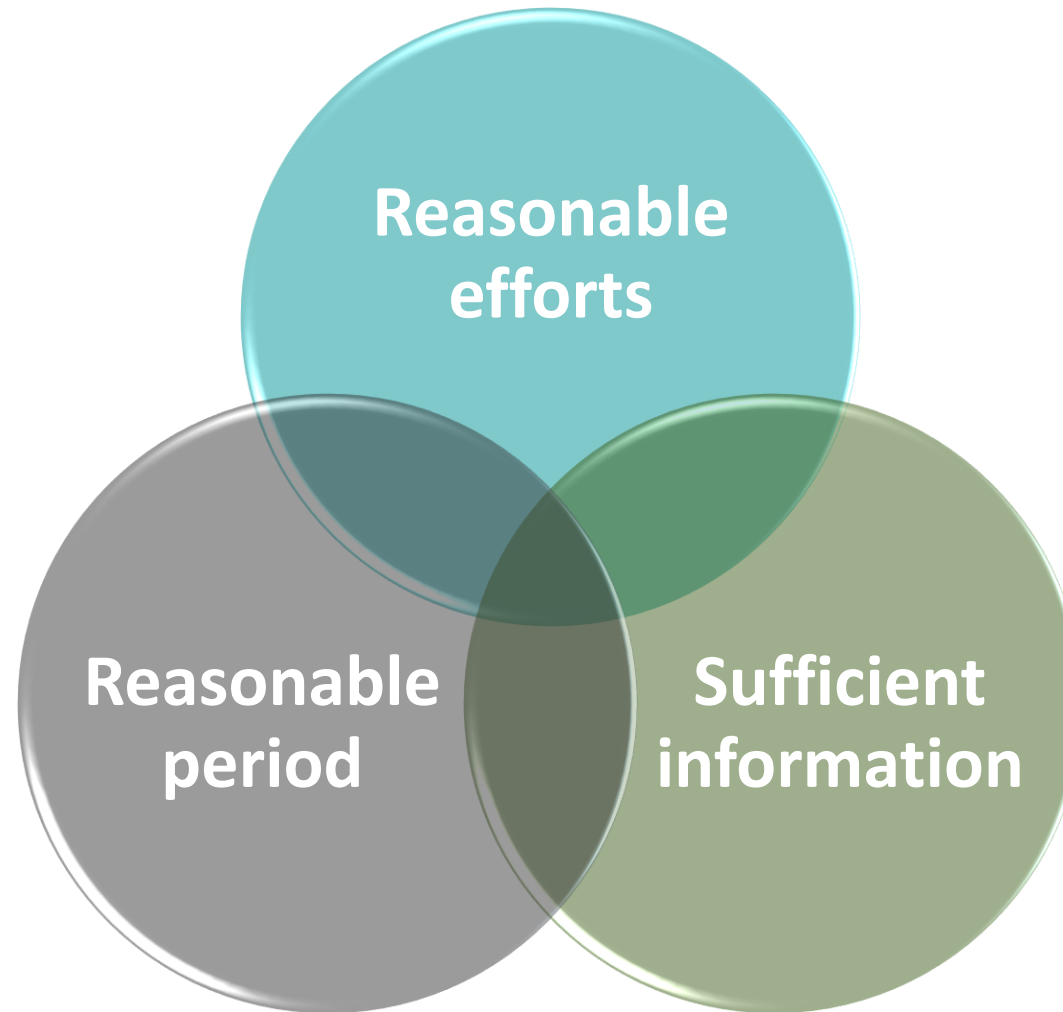 Reasonable
efforts
Reasonable
period
Sufficient
information